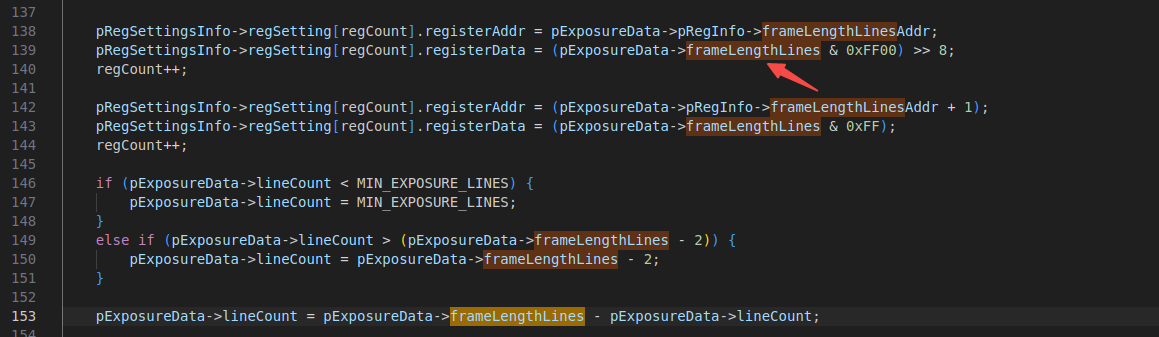 137
138 pRegSettingsInfo->regSetting[regCount].registerAddr = pExposureData->pRegInfo->frameLengthLinesAddr;
139 pRegSettingsInfo->regSetting[regCount].registerData = (pExposureData->frameLengthLines & 0xFF00) >> 8;
140 regCount++;
141
142 pRegSettingsInfo->regSetting[regCount].registerAddr = (pExposureData->pRegInfo->frameLengthLinesAddr + 1);
143 pRegSettingsInfo->regSetting[regCount].registerData = (pExposureData->frameLengthLines & 0xFF);
144 regCount++;
145
146 if (pExposureData->lineCount < MIN_EXPOSURE_LINES) {
147 pExposureData->lineCount = MIN_EXPOSURE_LINES;
148 }
149 else if (pExposureData->lineCount > (pExposureData->frameLengthLines - 2)) {
150 pExposureData->lineCount = pExposureData->frameLengthLines - 2;
151 }
152
153 pExposureData->lineCount = pExposureData->frameLengthLines - pExposureData->lineCount;
154